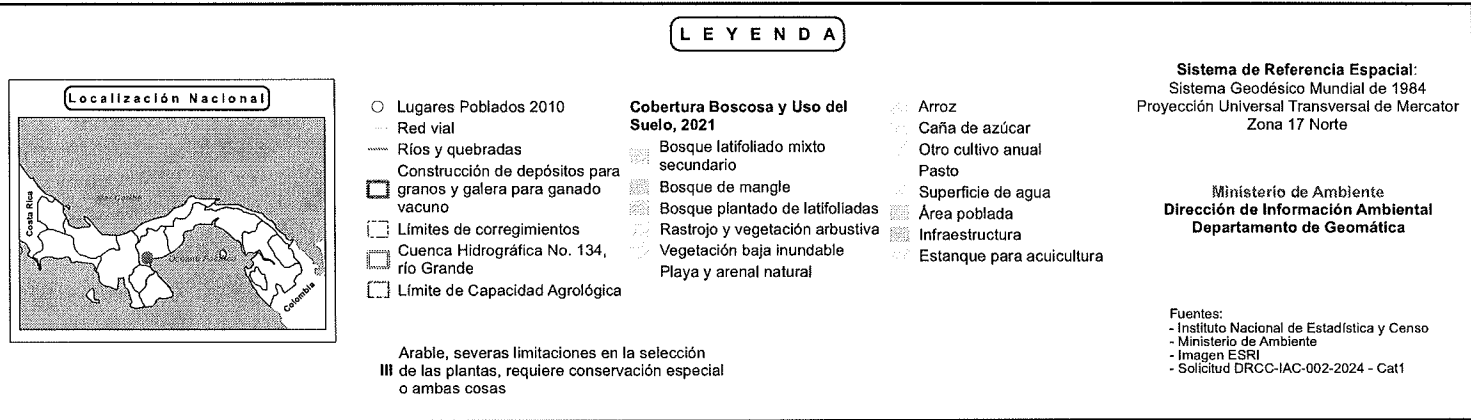 L E Y E N D A
Localización Nacional
Costa Rica
Mar Caribe
Colombia
Lugares Poblados 2010
Red vial
Ríos y quebradas
Construcción de depósitos para
granos y galera para ganado
vacuno
Límites de corregimientos
Cuenca Hidrográfica No. 134,
río Grande
Límite de Capacidad Agrológica
Arable, severas limitaciones en la selección
III de las plantas, requiere conservación especial
o ambas cosas
Cobertura Boscosa y Uso del
Suelo, 2021
Bosque latifoliado mixto
secundario
Bosque de mangle
Bosque plantado de latifoliadas
Rastrojo y vegetación arbustiva
Vegetación baja inundable
Playa y arenal natural
Arroz
Caña de azúcar
Otro cultivo anual
Pasto
Superficie de agua
Área poblada
Infraestructura
Estanque para acuicultura
Sistema de Referencia Espacial:
Sistema Geodésico Mundial de 1984
Proyección Universal Transversal de Mercator
Zona 17 Norte
Ministerio de Ambiente
Dirección de Información Ambiental
Departamento de Geomática
Fuentes:
- Instituto Nacional de Estadística y Censo
- Ministerio de Ambiente
- Imagen ESRI
- Solicitud DRCC-IAC-002-2024 - Cat1